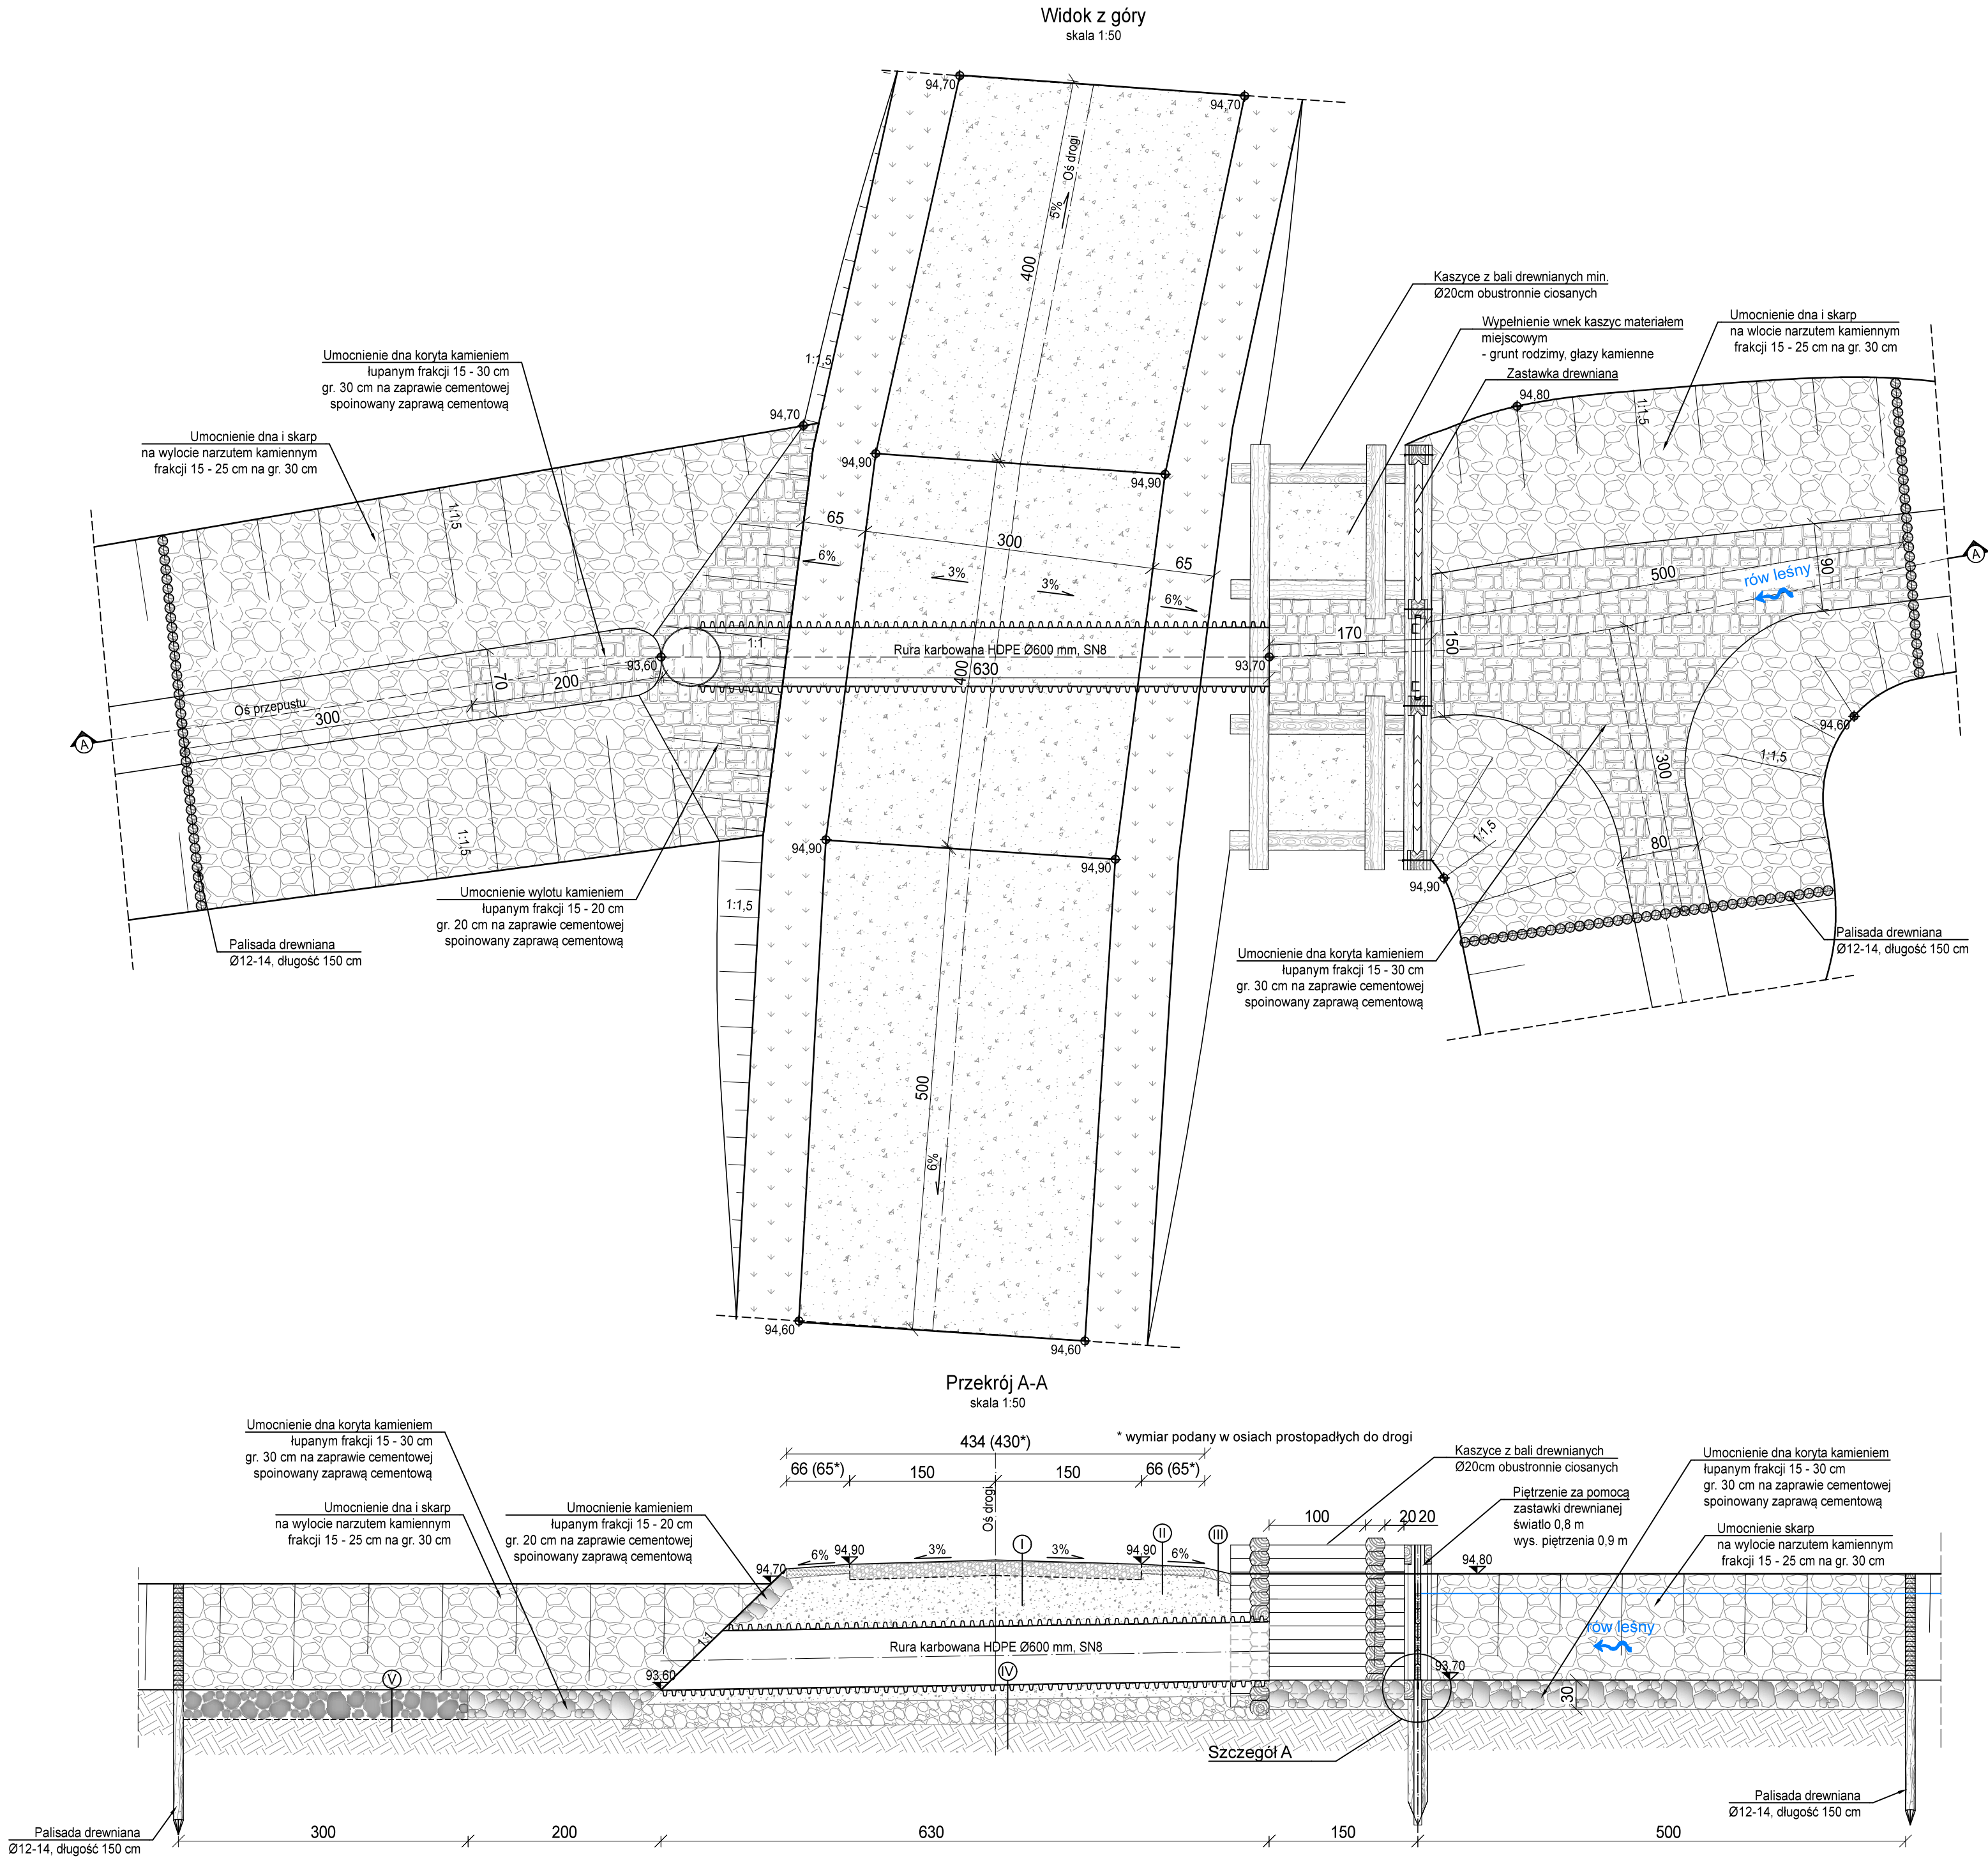 Widok z góry
skala 1:50
94,70
94,70
Oś drogi
5%
400
Kaszyce z bali drewnianych min.
Ø20cm obustronnie ciosanych
Wypełnienie wnek kaszyc materiałem
miejscowym
- grunt rodzimy, głazy kamienne
Zastawka drewniana
Umocnienie dna i skarp
na wlocie narzutem kamiennym
frakcji 15 - 25 cm na gr. 30 cm
Umocnienie dna koryta kamieniem
łupanym frakcji 15 - 30 cm
gr. 30 cm na zaprawie cementowej
spoinowany zaprawą cementową
1:1,5
94,70
94,80
1:1,5
Umocnienie dna i skarp
na wylocie narzutem kamiennym
frakcji 15 - 25 cm na gr. 30 cm
94,90
94,90
1:1,5
65
300
65
6%
3%
3%
6%
A
500
90
rów leśny
170
150
1:1
93,60
Rura karbowana HDPE Ø600 mm, SN8
630
400
93,70
70
200
Oś przepustu
300
A
94,60
1:1,5
300
80
1:1,5
1:1,5
94,90
94,90
94,90
1:1,5
Umocnienie wylotu kamieniem
łupanym frakcji 15 - 20 cm
gr. 20 cm na zaprawie cementowej
spoinowany zaprawą cementową
Palisada drewniana
Ø12-14, długość 150 cm
Palisada drewniana
Ø12-14, długość 150 cm
Umocnienie dna koryta kamieniem
łupanym frakcji 15 - 30 cm
gr. 30 cm na zaprawie cementowej
spoinowany zaprawą cementową
500
6%
94,60
94,60
Przekrój A-A
skala 1:50
Umocnienie dna koryta kamieniem
łupanym frakcji 15 - 30 cm
gr. 30 cm na zaprawie cementowej
spoinowany zaprawą cementową
Umocnienie dna i skarp
na wylocie narzutem kamiennym
frakcji 15 - 25 cm na gr. 30 cm
Umocnienie kamieniem
łupanym frakcji 15 - 20 cm
gr. 20 cm na zaprawie cementowej
spoinowany zaprawą cementową
434 (430*)
* wymiar podany w osiach prostopadłych do drogi
66 (65*)
150
150
66 (65*)
Oś drogi
Kaszyce z bali drewnianych
Ø20cm obustronnie ciosanych
Piętrzenie za pomocą
zastawki drewnianej
światlo 0,8 m
wys. piętrzenia 0,9 m
Umocnienie dna koryta kamieniem
łupanym frakcji 15 - 30 cm
gr. 30 cm na zaprawie cementowej
spoinowany zaprawą cementową
Umocnienie skarp
na wylocie narzutem kamiennym
frakcji 15 - 25 cm na gr. 30 cm
100
20
20
I
II
III
6%
94,90
3%
3%
94,90
6%
94,70
94,80
1:1
Rura karbowana HDPE Ø600 mm, SN8
rów leśny
93,60
93,70
IV
V
30
Szczegół A
Palisada drewniana
Ø12-14, długość 150 cm
Palisada drewniana
Ø12-14, długość 150 cm
300
200
630
150
500